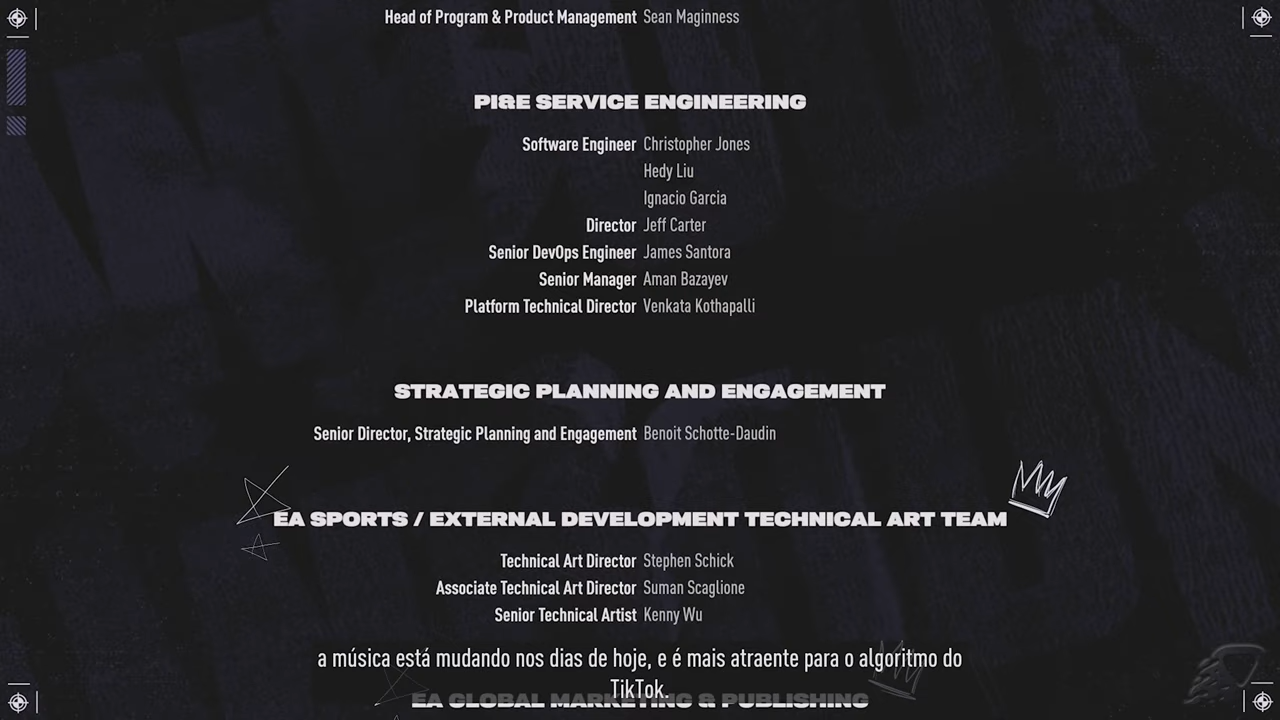 Head of Program & Product Management Sean Maginness
PI&E SERVICE ENGINEERING
Software Engineer Christopher Jones
Hedy Liu
Ignacio Garcia
Director Jeff Carter
Senior DevOps Engineer James Santora
Senior Manager Aman Bazayev
Platform Technical Director Venkata Kothapalli
STRATEGIC PLANNING AND ENGAGEMENT
Senior Director, Strategic Planning and Engagement Benoit Schotte-Daudin
EA SPORTS / EXTERNAL DEVELOPMENT TECHNICAL ART TEAM
Technical Art Director Stephen Schick
Associate Technical Art Director Suman Scaglione
Senior Technical Artist Kenny Wu
a música está mudando nos dias de hoje, e é mais atraente para o algoritmo do
TikTok.
EA GLOBAL MARKETING & PUBLISHING